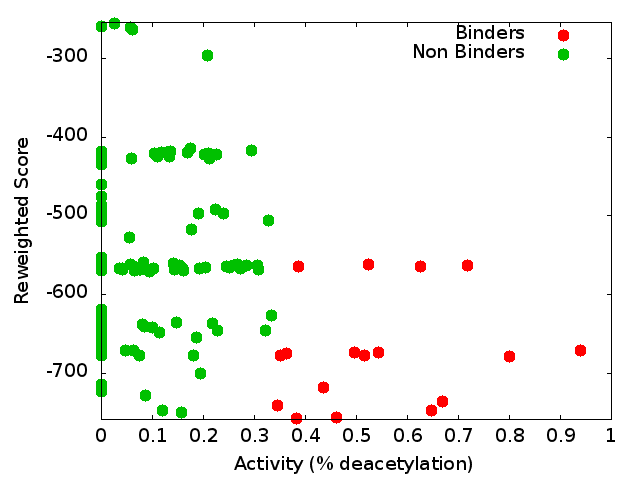 Binders
Non Binders
-300
-400
-500
-600
-700
Reweighted Score
0 0.1 0.2 0.3 0.4 0.5 0.6 0.7 0.8 0.9 1
Activity (% deacetylation)